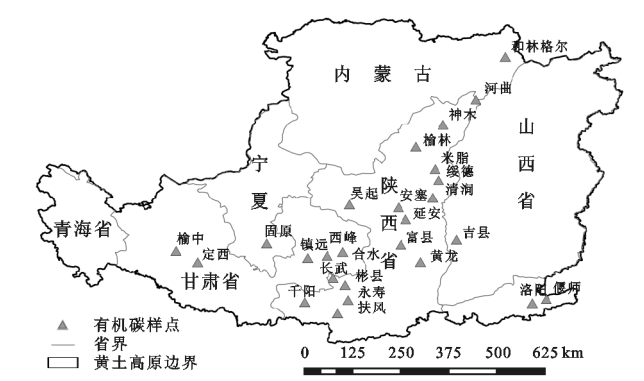 和林格尔
内蒙古
河曲
神木
山西省
榆林
米脂
绥德
清涧
宁夏
陕西省
吴起
安塞
延安
青海省
榆中
定西
固原
镇远
西峰
合水
富县
吉县
黄龙
甘肃省
长武
彬县
千阳
永寿
扶风
洛阳
偃师
有机碳样点
省界
黄土高原边界
0 125 250 375 500 625 km